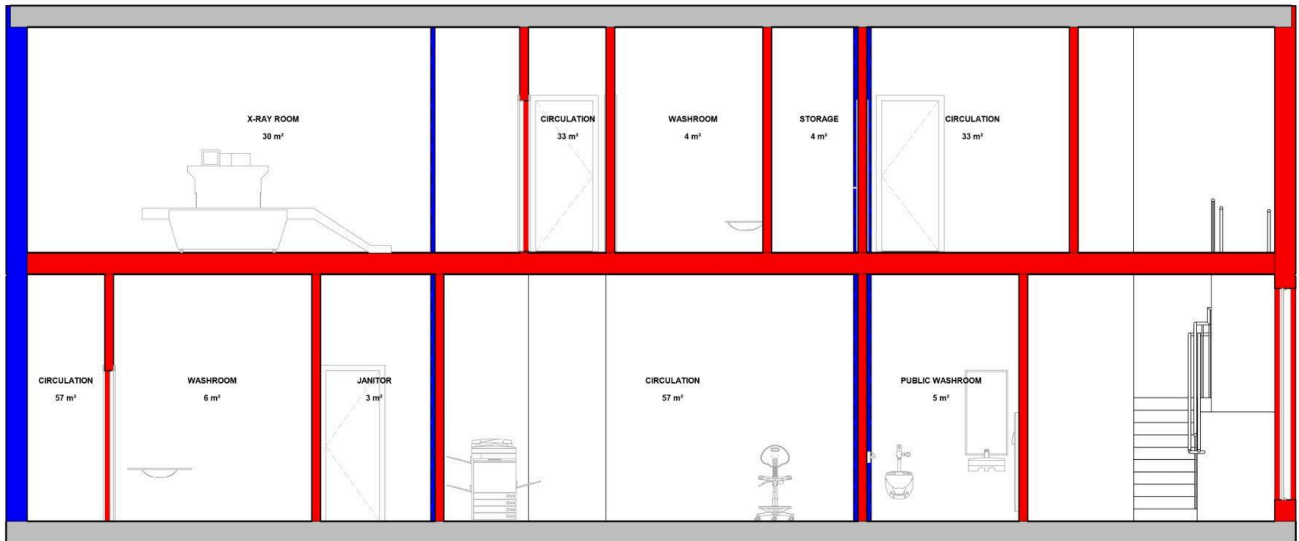 X-RAY ROOM
30 m²
CIRCULATION
33 m²
WASHROOM
4 m²
STORAGE
4 m²
CIRCULATION
33 m²
CIRCULATION
57 m²
WASHROOM
6 m²
JANITOR
3 m²
CIRCULATION
57 m²
PUBLIC WASHROOM
5 m²